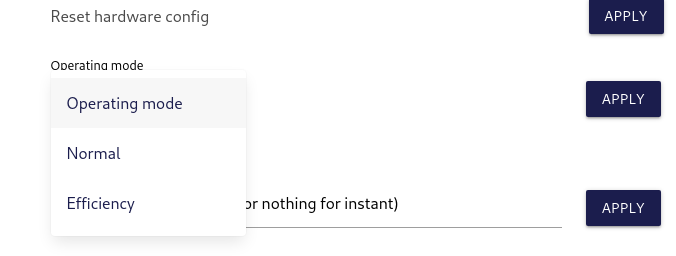 Reset hardware config APPLY
Operating mode
Operating mode APPLY
Normal
Efficiency or nothing for instant) APPLY